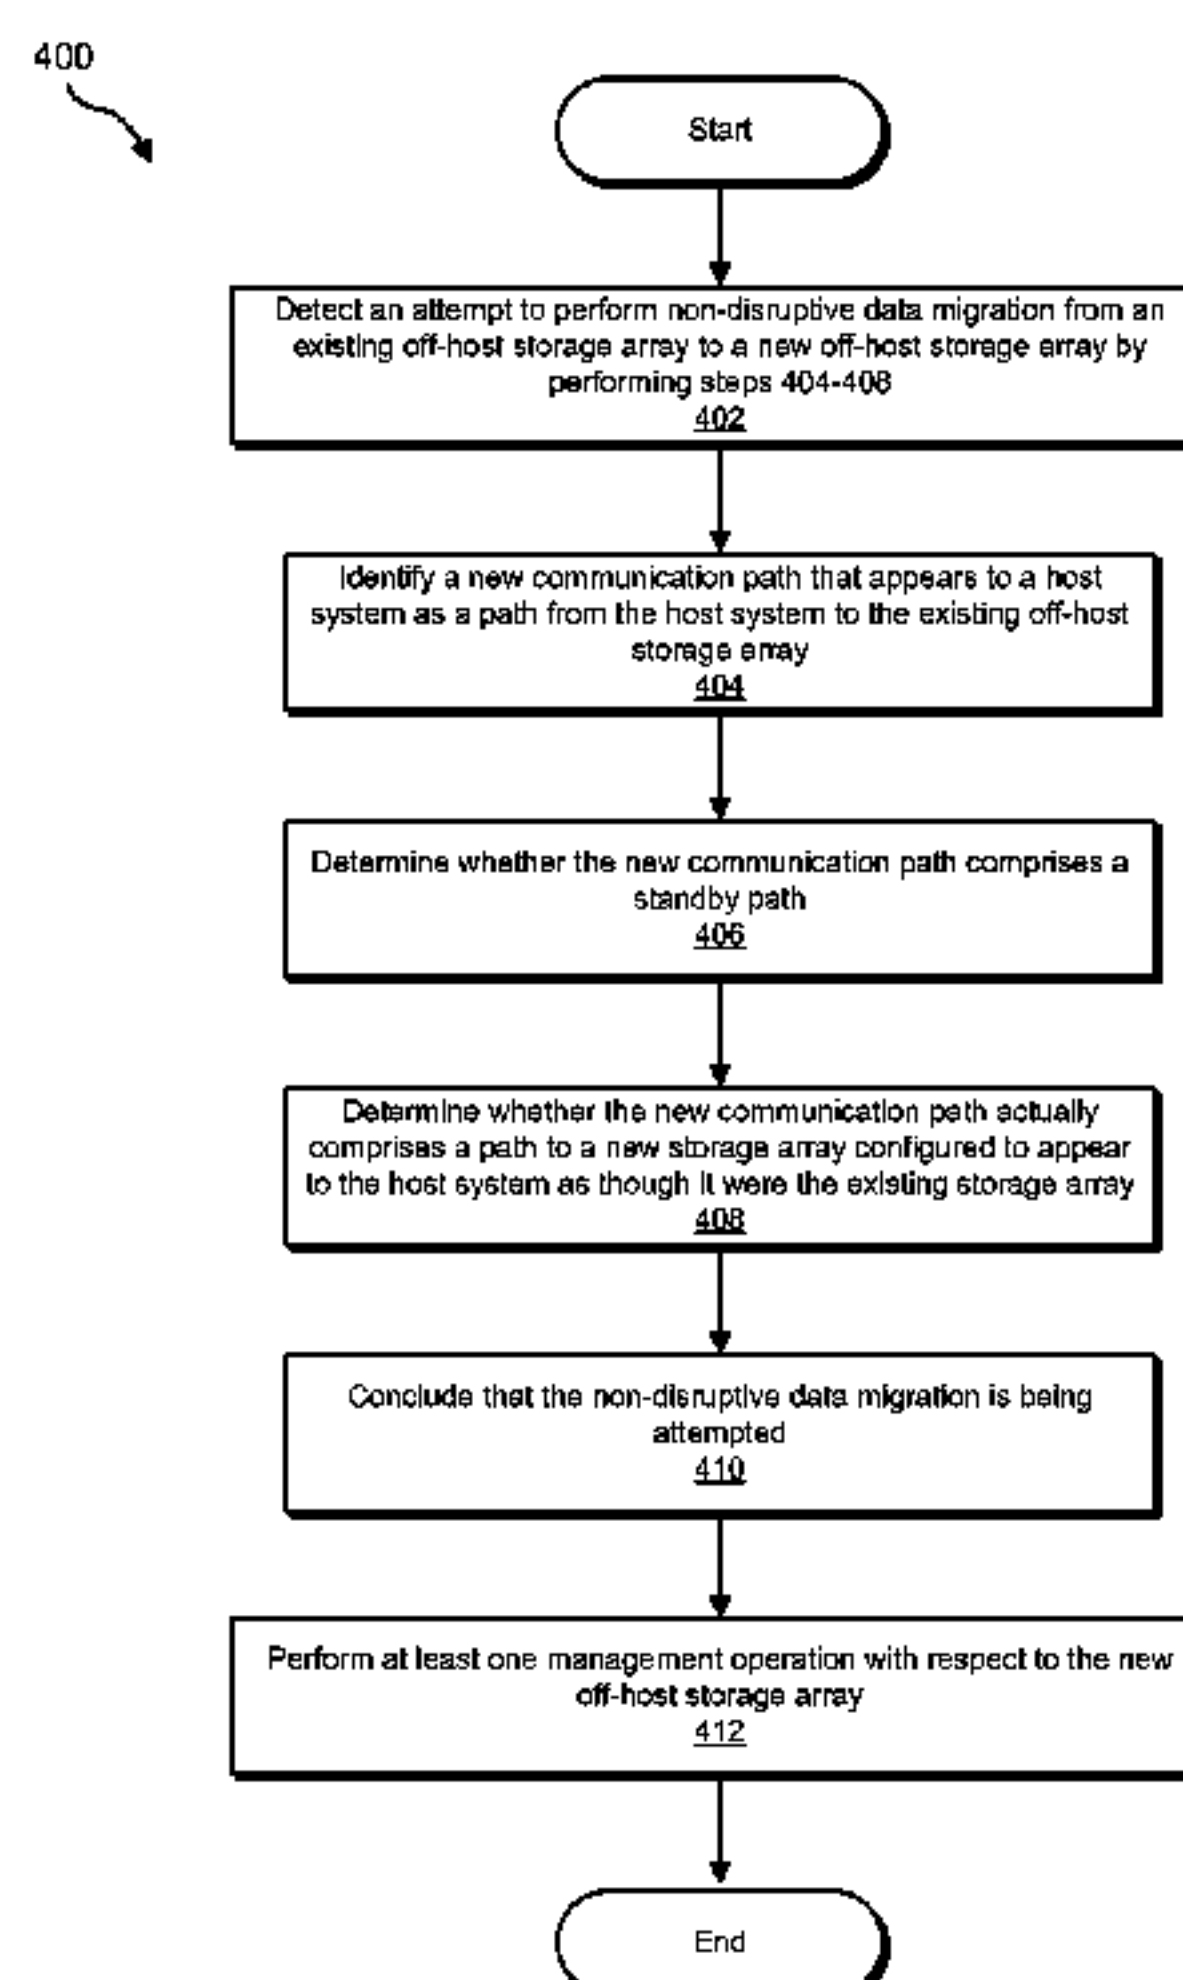 400
Start
Detect an attempt to perform non-disruptive data migration from an
existing off-host storage array to a new off-host storage array by
performing steps 404-408
402
Identify a new communication path that appears to a host
system as a path from the host system to the existing off-host
storage array
404
Determine whether the new communication path comprises a
standby path
406
Determine whether the new communication path actually
comprises a path to a new storage array configured to appear
to the host system as though it were the existing storage array
408
Conclude that the non-disruptive data migration is being
attempted
410
Perform at least one management operation with respect to the new
off-host storage array
412
End